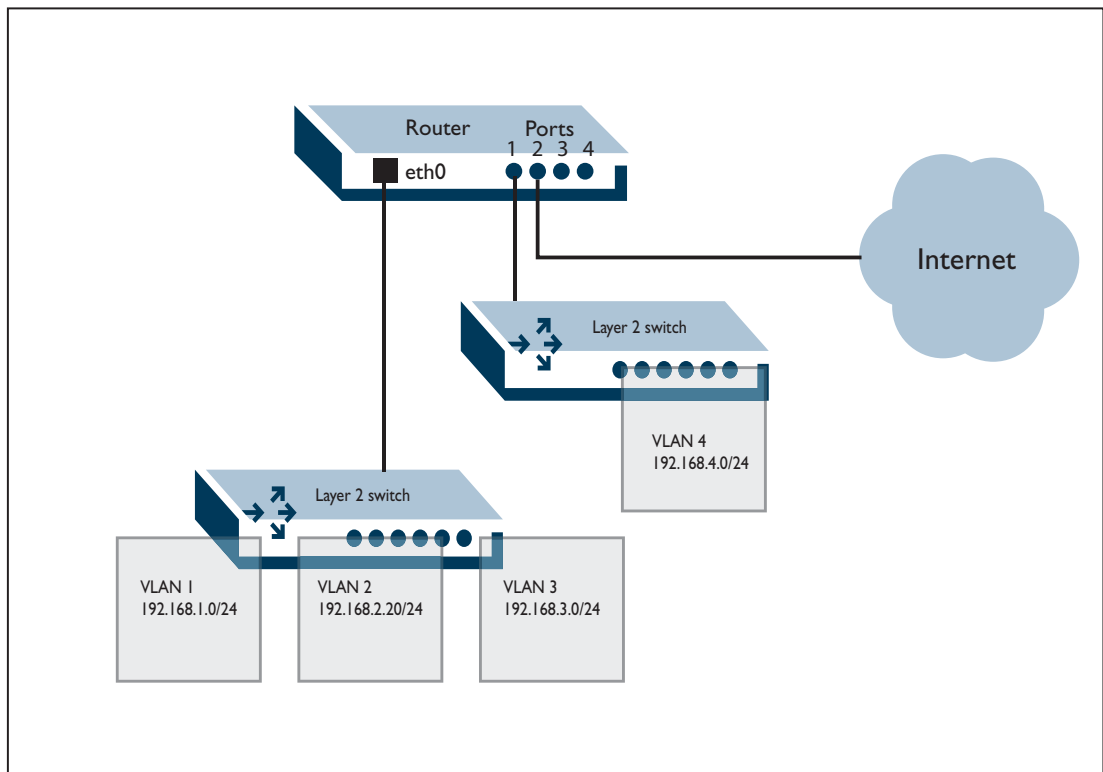 Router Ports
1 2 3 4
eth0
Internet
Layer 2 switch
VLAN 4
192.168.4.0/24
Layer 2 switch
VLAN 1
192.168.1.0/24
VLAN 2
192.168.2.20/24
VLAN 3
192.168.3.0/24